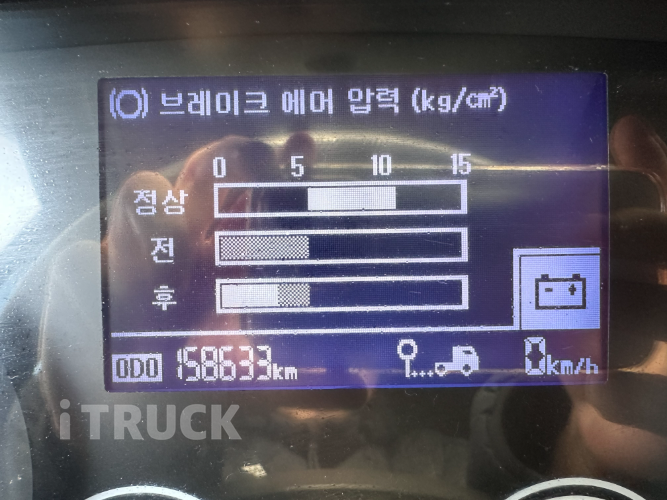 브레이크 에어 압력 (kg/㎠)
0 5 10 15
정상
전
후
ODO 158633km 0km/h
i TRUCK